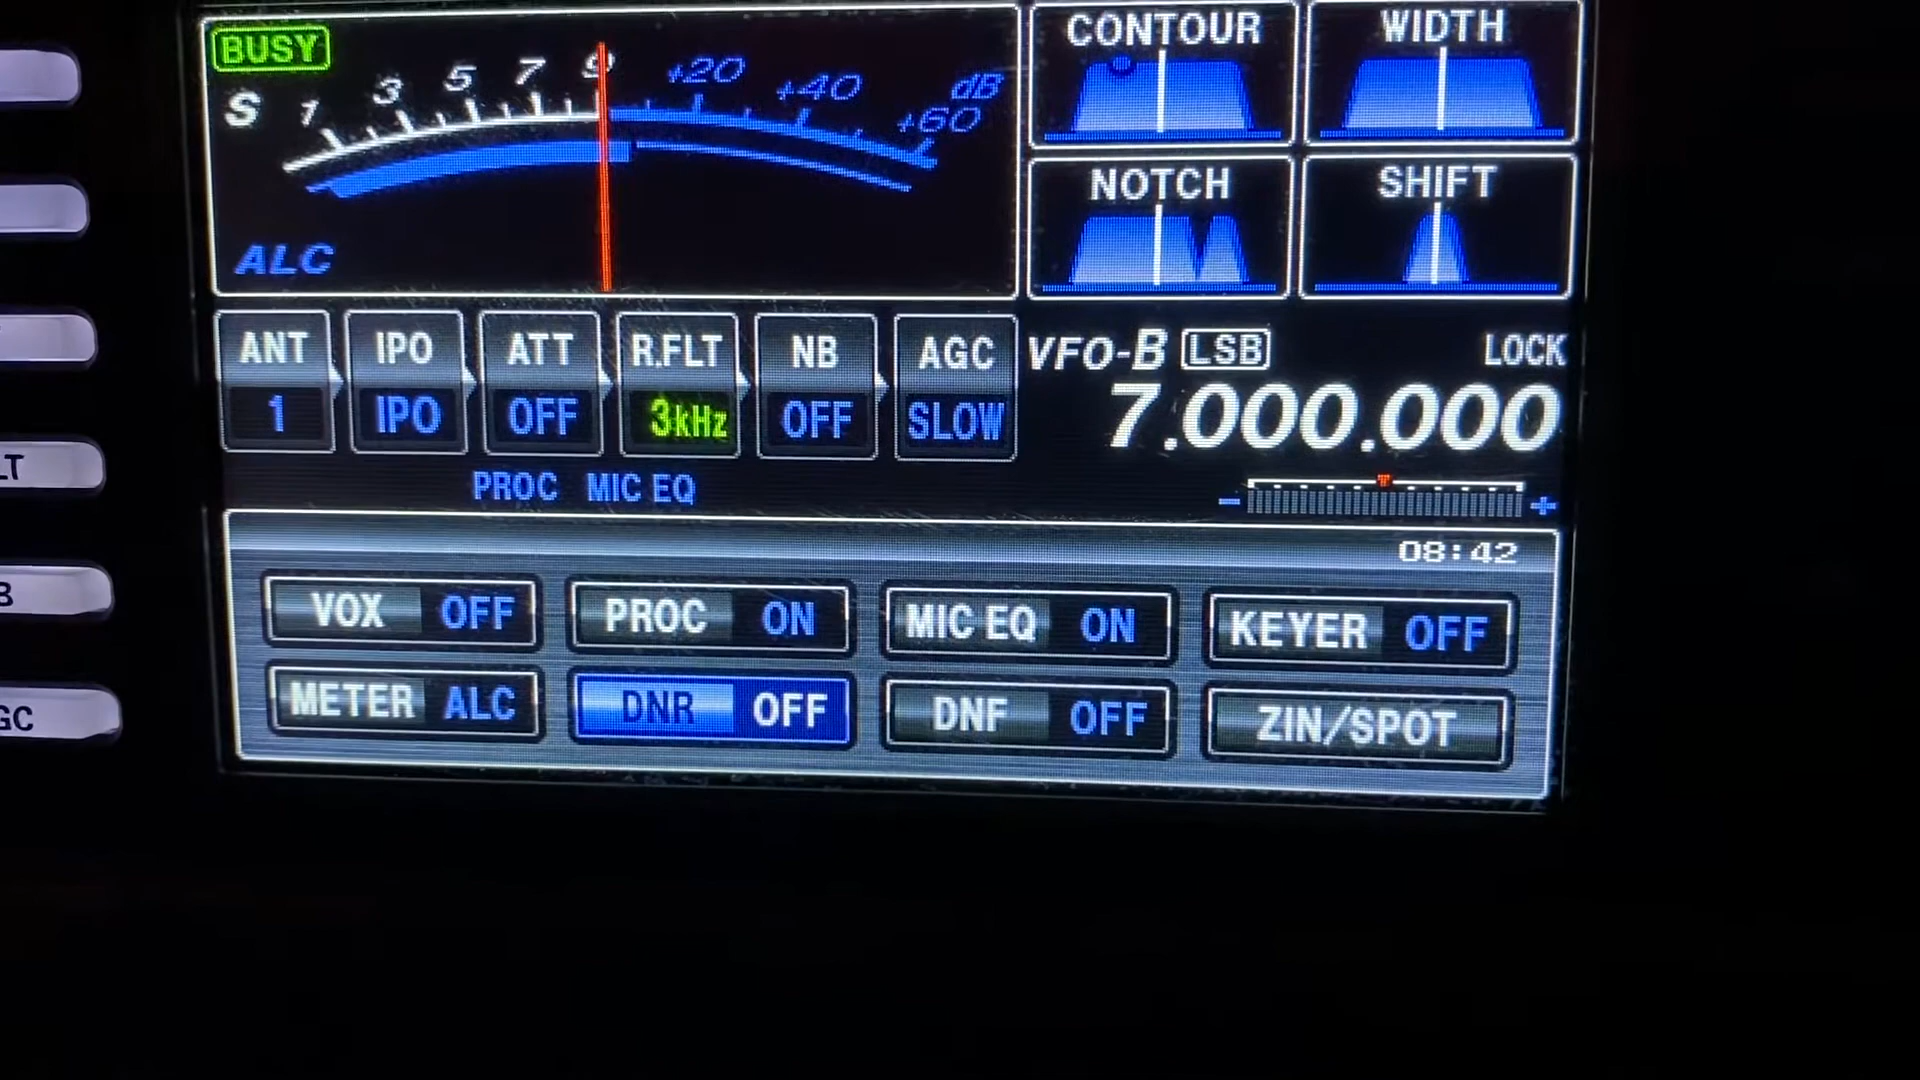 BUSY
S 1 3 5 7 9 +20 +40 +60 dB
ALC
CONTOUR
WIDTH
NOTCH
SHIFT
ANT
1
IPO
IPO
ATT
OFF
R.FLT
3kHz
NB
OFF
AGC
SLOW
VFO-B LSB LOCK
7.000.000
PROC MIC EQ
- +
08:42
VOX OFF
PROC ON
MIC EQ ON
KEYER OFF
METER ALC
DNR OFF
DNF OFF
ZIN/SPOT